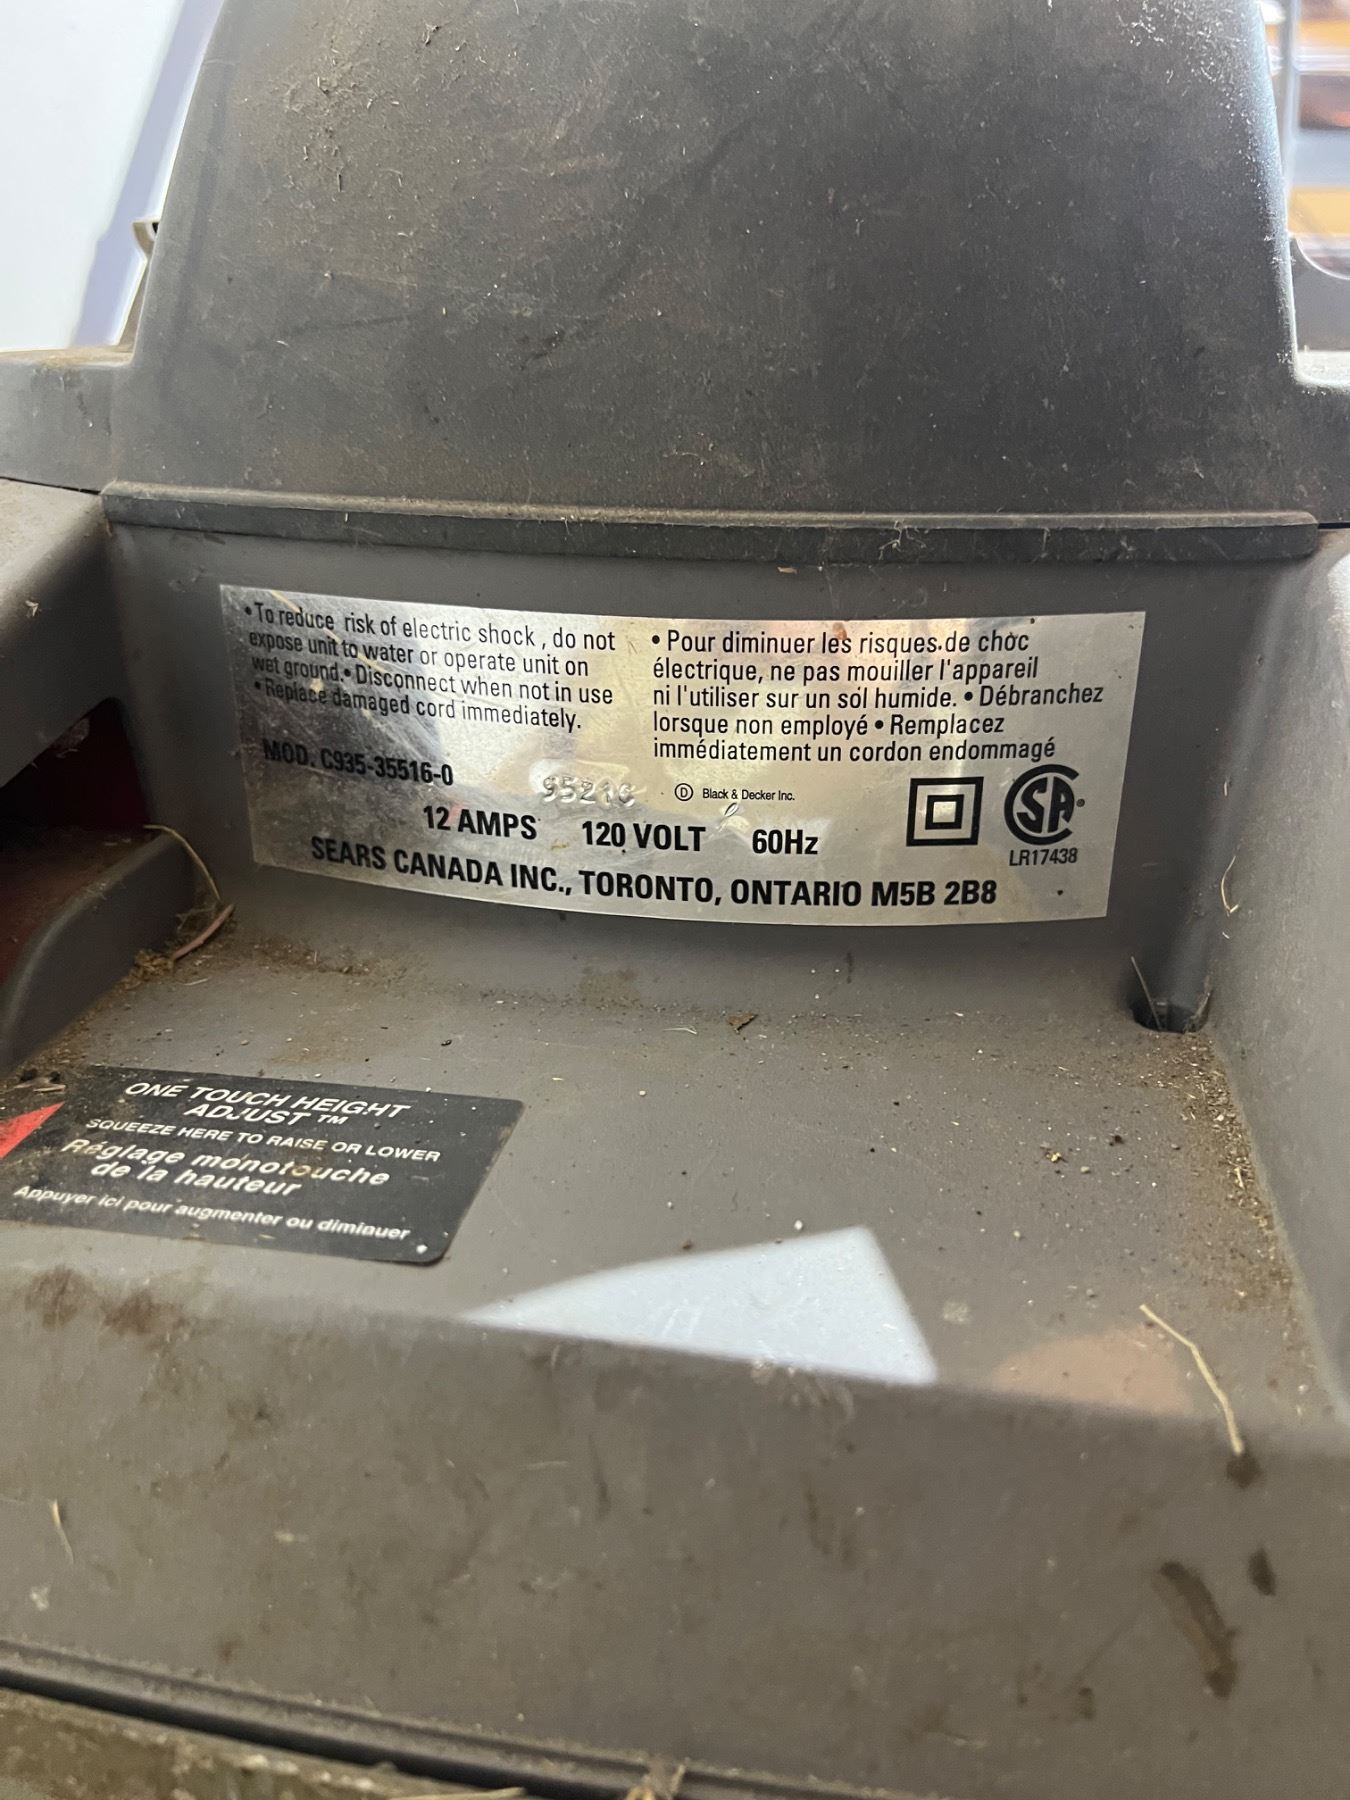 • To reduce risk of electric shock, do not
expose unit to water or operate unit on
wet ground. • Disconnect when not in use
• Replace damaged cord immediately.
• Pour diminuer les risques de choc
électrique, ne pas mouiller l'appareil
ni l'utiliser sur un sol humide. • Débranchez
lorsque non employé • Remplacez
immédiatement un cordon endommagé
MOD. C935-35516-0
Ⓓ Black & Decker Inc.
12 AMPS 120 VOLT 60Hz
SA
LR17438
SEARS CANADA INC., TORONTO, ONTARIO M5B 2B8
ONE TOUCH HEIGHT
ADJUST ™
SQUEEZE HERE TO RAISE OR LOWER
Réglage monotouche
de la hauteur
Appuyer ici pour augmenter ou diminuer